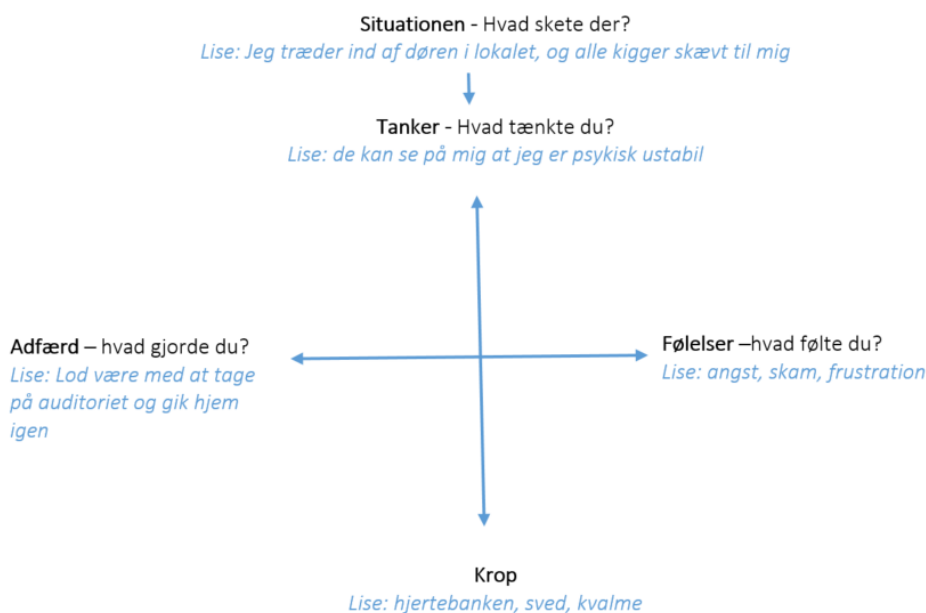 Situationen - Hvad skete der?
Lise: Jeg træder ind af døren i lokalet, og alle kigger skævt til mig
Tanker - Hvad tænkte du?
Lise: de kan se på mig at jeg er psykisk ustabil
Adfærd – hvad gjorde du?
Lise: Lod være med at tage
på auditoriet og gik hjem
igen
Følelser –hvad følte du?
Lise: angst, skam, frustration
Krop
Lise: hjertebanken, sved, kvalme